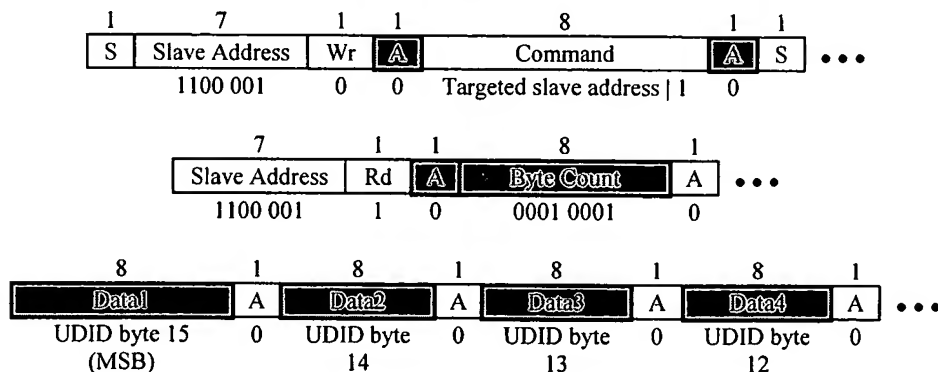 1 7 1 1 8 1 1
S Slave Address Wr A Command A S •••
1100 001 0 0 Targeted slave address | 1 0
7 1 1 8 1
Slave Address Rd A Byte Count A •••
1100 001 1 0 0001 0001 0
8 1 8 1 8 1 8 1
Data1 A Data2 A Data3 A Data4 A •••
UDID byte 15 0 UDID byte 0 UDID byte 0 UDID byte 0
(MSB) 14 13 12